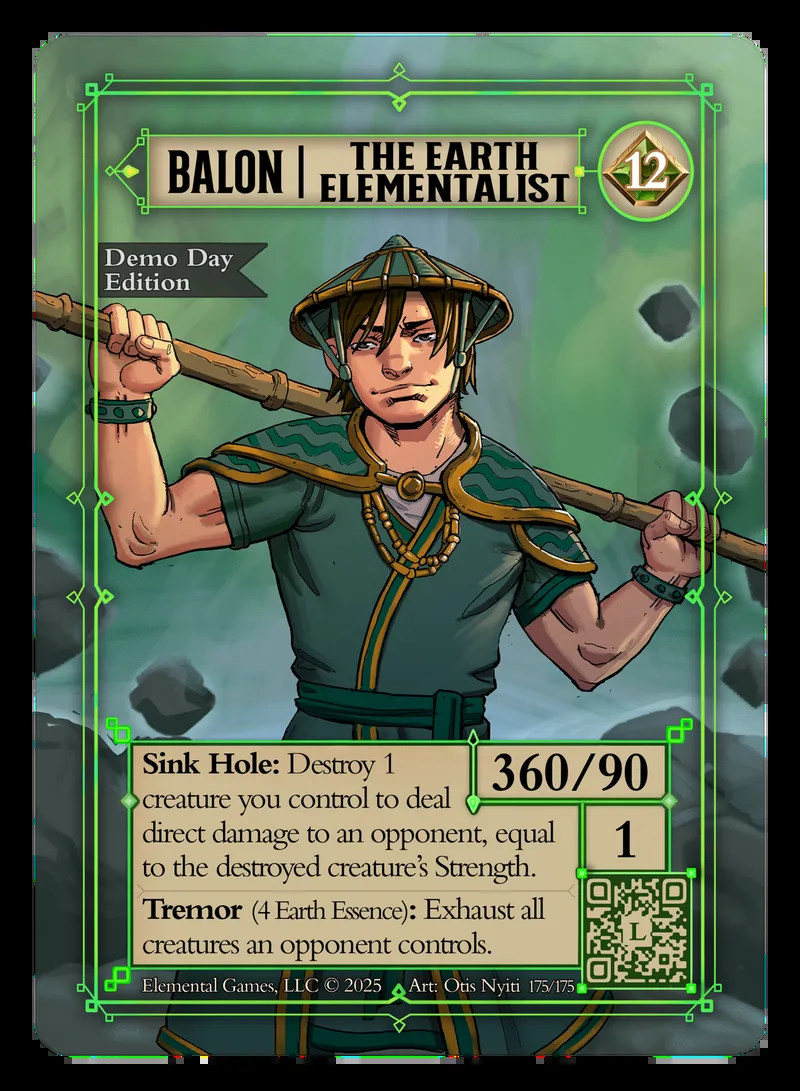 BALON | THE EARTH
ELEMENTALIST
12
Demo Day
Edition
Sink Hole: Destroy 1
creature you control to deal
direct damage to an opponent, equal
to the destroyed creature's Strength.
360/90
1
Tremor (4 Earth Essence): Exhaust all
creatures an opponent controls.
L
Elemental Games, LLC © 2025 Art: Otis Nyiti 175/175